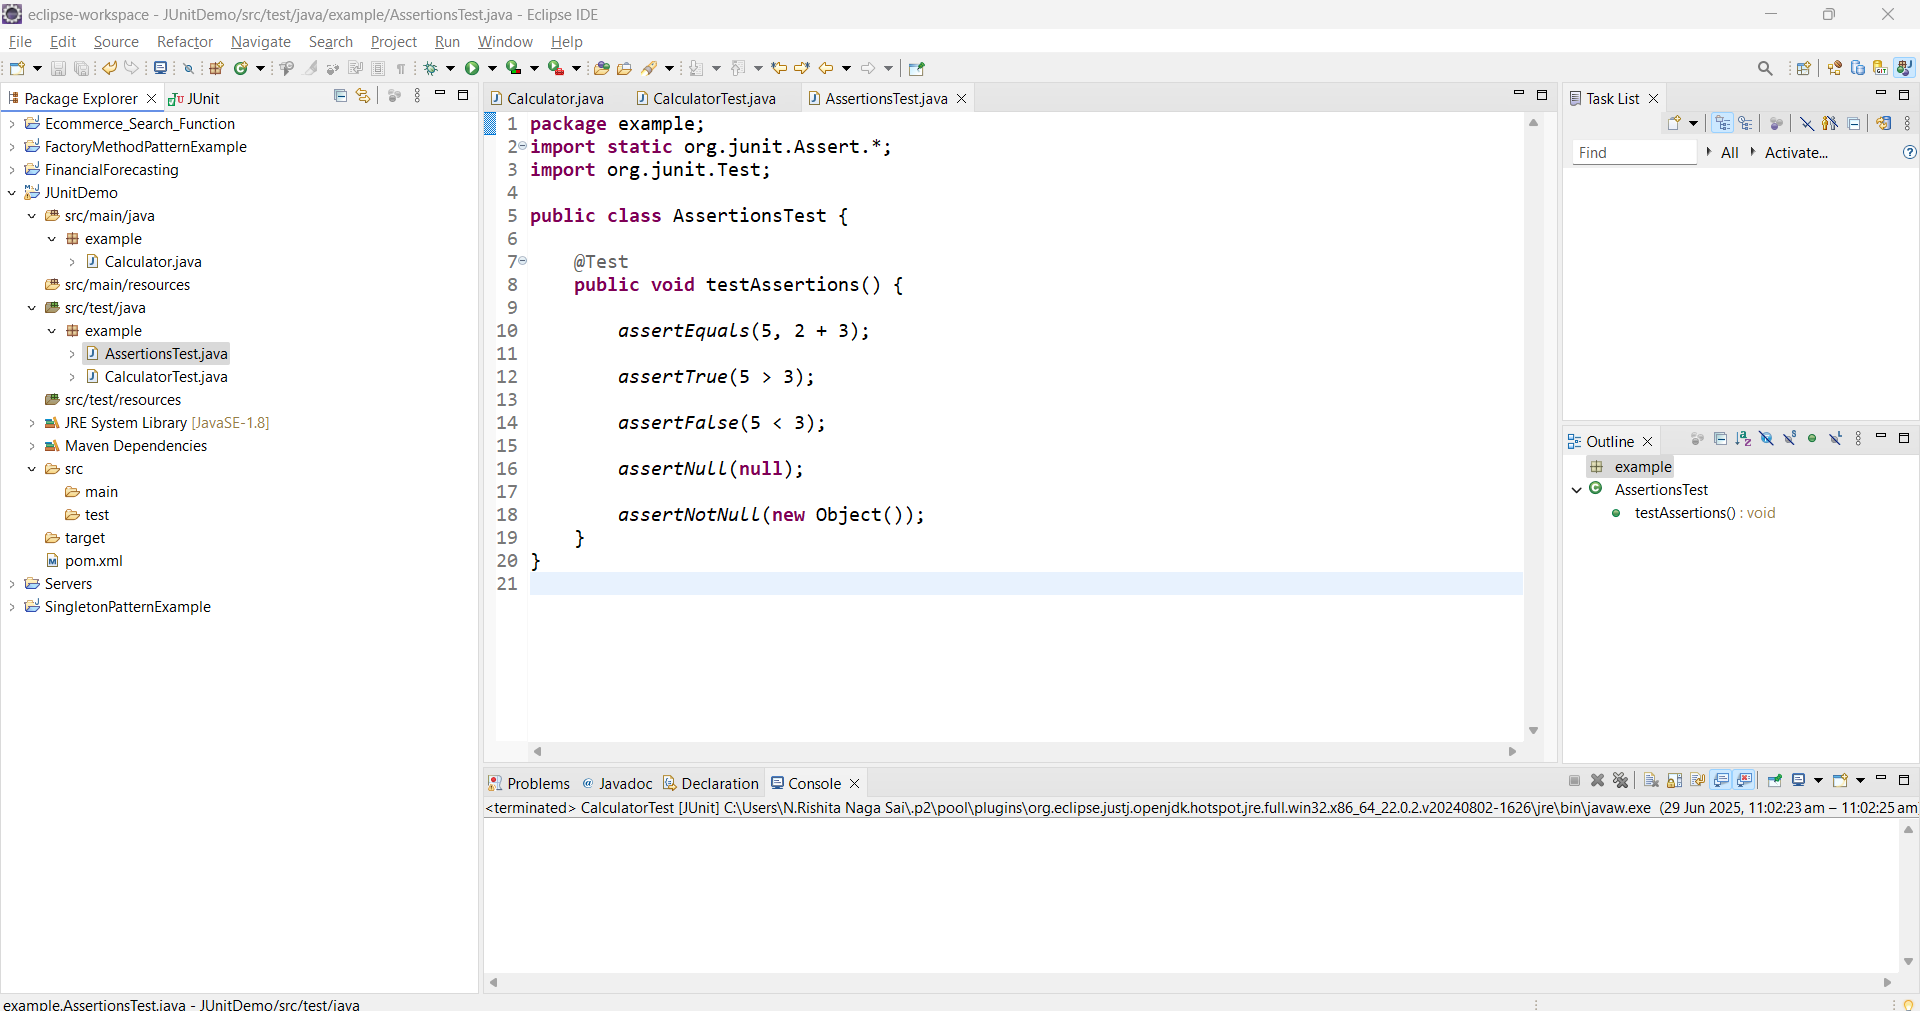 eclipse-workspace - JUnitDemo/src/test/java/example/AssertionsTest.java - Eclipse IDE
File Edit Source Refactor Navigate Search Project Run Window Help
Package Explorer JUnit
Ecommerce_Search_Function
FactoryMethodPatternExample
FinancialForecasting
JUnitDemo
src/main/java
example
Calculator.java
src/main/resources
src/test/java
example
AssertionsTest.java
CalculatorTest.java
src/test/resources
JRE System Library [JavaSE-1.8]
Maven Dependencies
src
main
test
target
pom.xml
Servers
SingletonPatternExample
Calculator.java CalculatorTest.java AssertionsTest.java
1 package example;
2 import static org.junit.Assert.*;
3 import org.junit.Test;
4
5 public class AssertionsTest {
6
7 @Test
8 public void testAssertions() {
9
10 assertEquals(5, 2 + 3);
11
12 assertTrue(5 > 3);
13
14 assertFalse(5 < 3);
15
16 assertNull(null);
17
18 assertNotNull(new Object());
19 }
20 }
21
Task List
Find All Activate...
Outline
example
AssertionsTest
testAssertions() : void
Problems Javadoc Declaration Console
<terminated> CalculatorTest [JUnit] C:\Users\N.Rishita Naga Sai\.p2\pool\plugins\org.eclipse.justj.openjdk.hotspot.jre.full.win32.x86_64_22.0.2.v20240802-1626\jre\bin\javaw.exe (29 Jun 2025, 11:02:23 am – 11:02:25 am
example.AssertionsTest.java - JUnitDemo/src/test/java